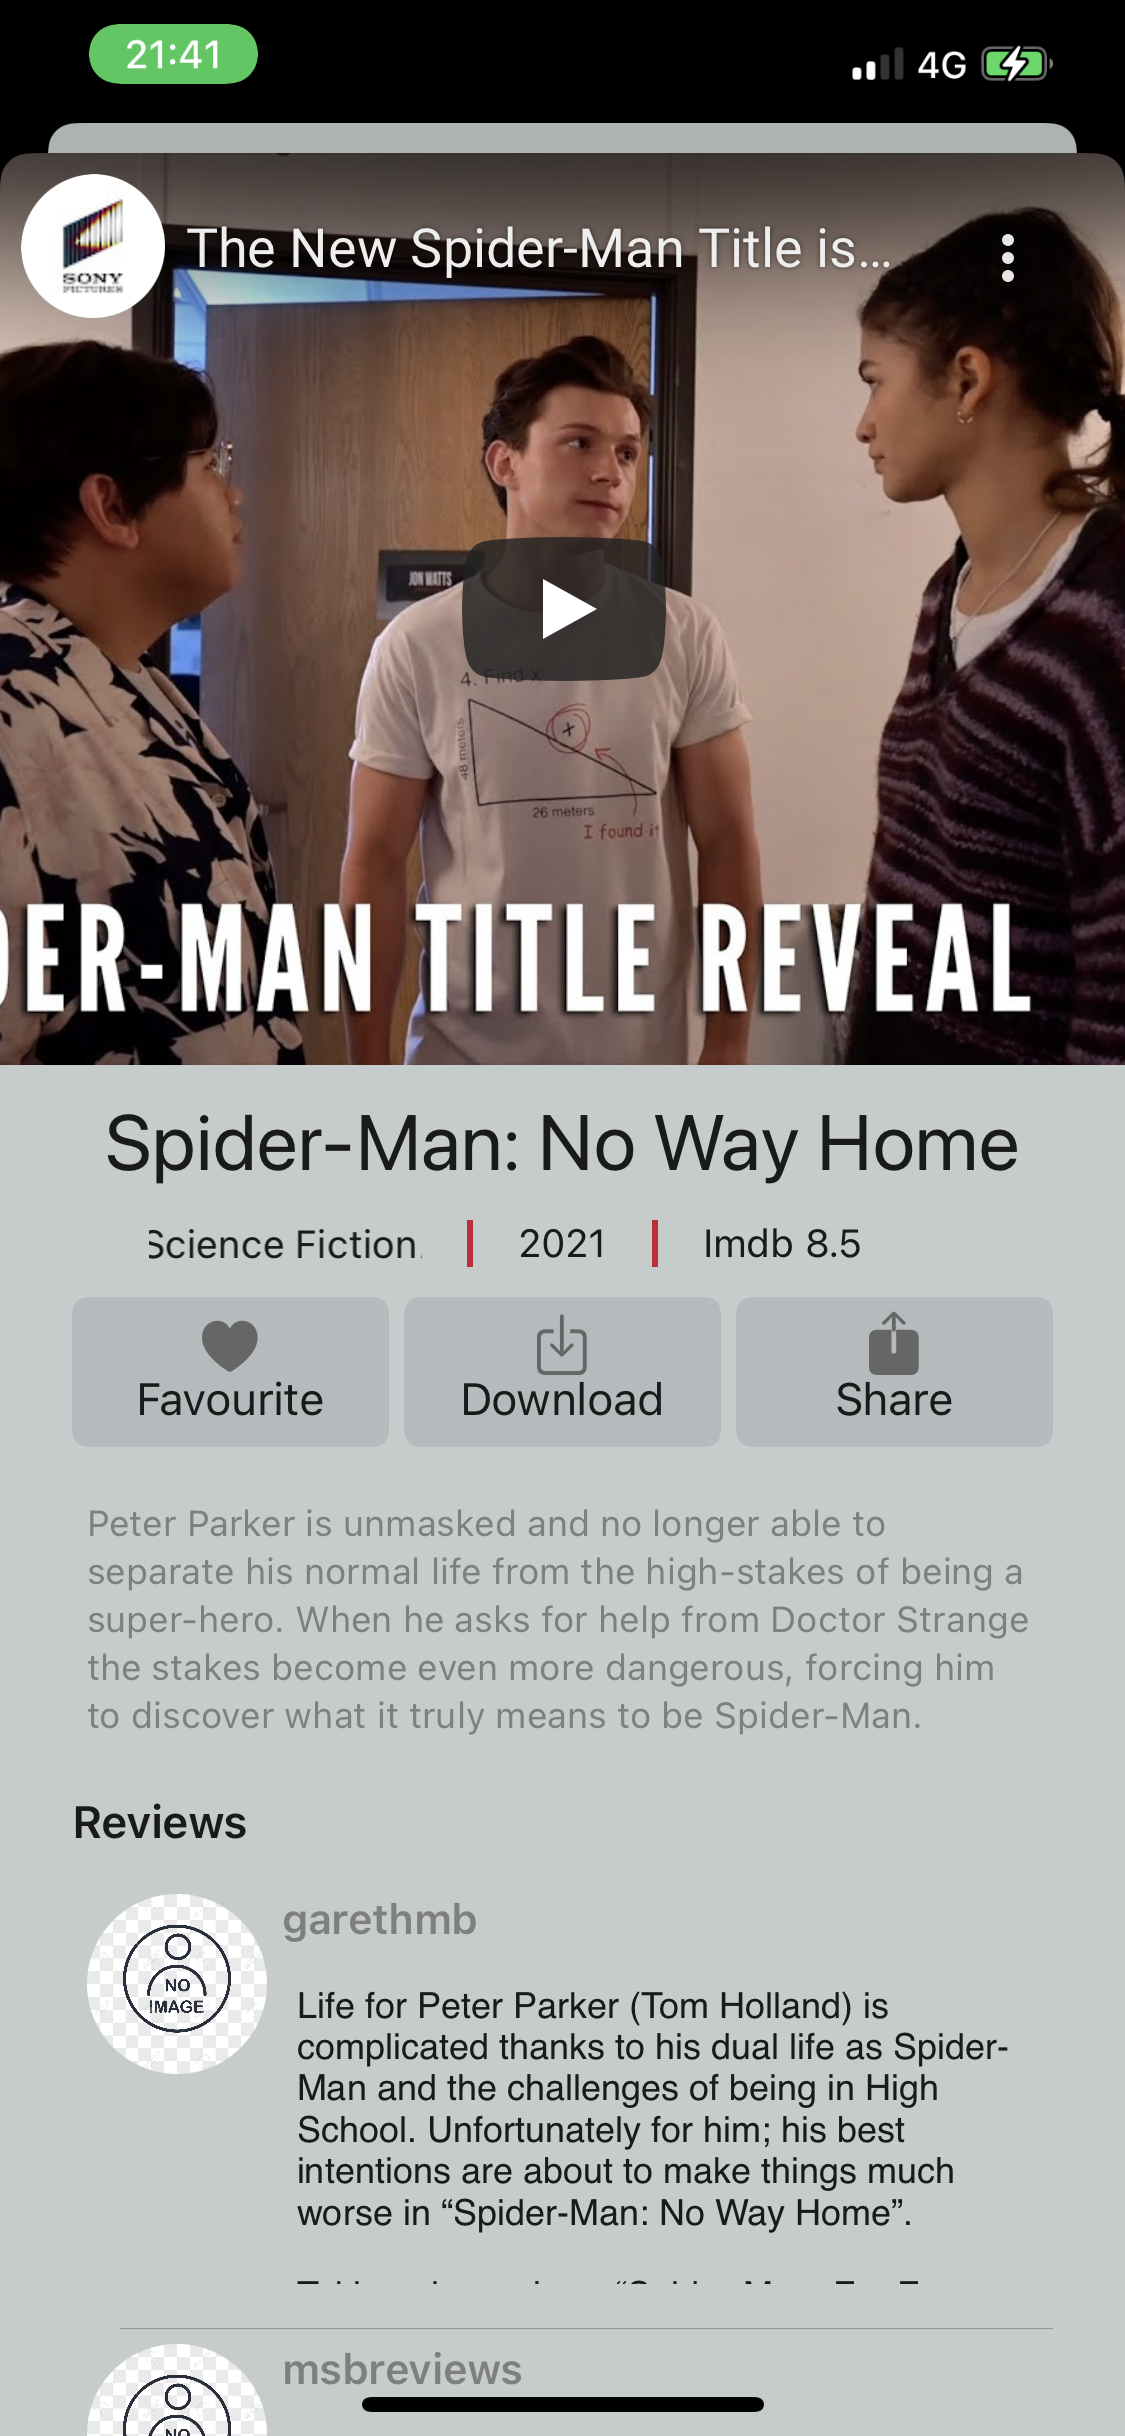 21:41
4G
SONY
PICTURES
The New Spider-Man Title is...
JON WATTS
4. Find x
48 meters
26 meters
I found it
DER-MAN TITLE REVEAL
Spider-Man: No Way Home
Science Fiction
2021
Imdb 8.5
Favourite
Download
Share
Peter Parker is unmasked and no longer able to
separate his normal life from the high-stakes of being a
super-hero. When he asks for help from Doctor Strange
the stakes become even more dangerous, forcing him
to discover what it truly means to be Spider-Man.
Reviews
garethmb
NO
IMAGE
Life for Peter Parker (Tom Holland) is
complicated thanks to his dual life as Spider-
Man and the challenges of being in High
School. Unfortunately for him; his best
intentions are about to make things much
worse in “Spider-Man: No Way Home”.
msbreviews
NO